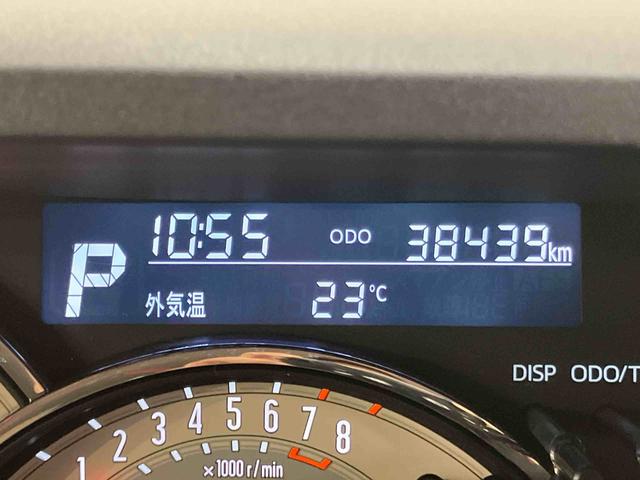 10:55 ODO 38439km
P
外気温 23℃
DISP ODO/T
1 2 3 4 5 6 7 8
×1000 r/min